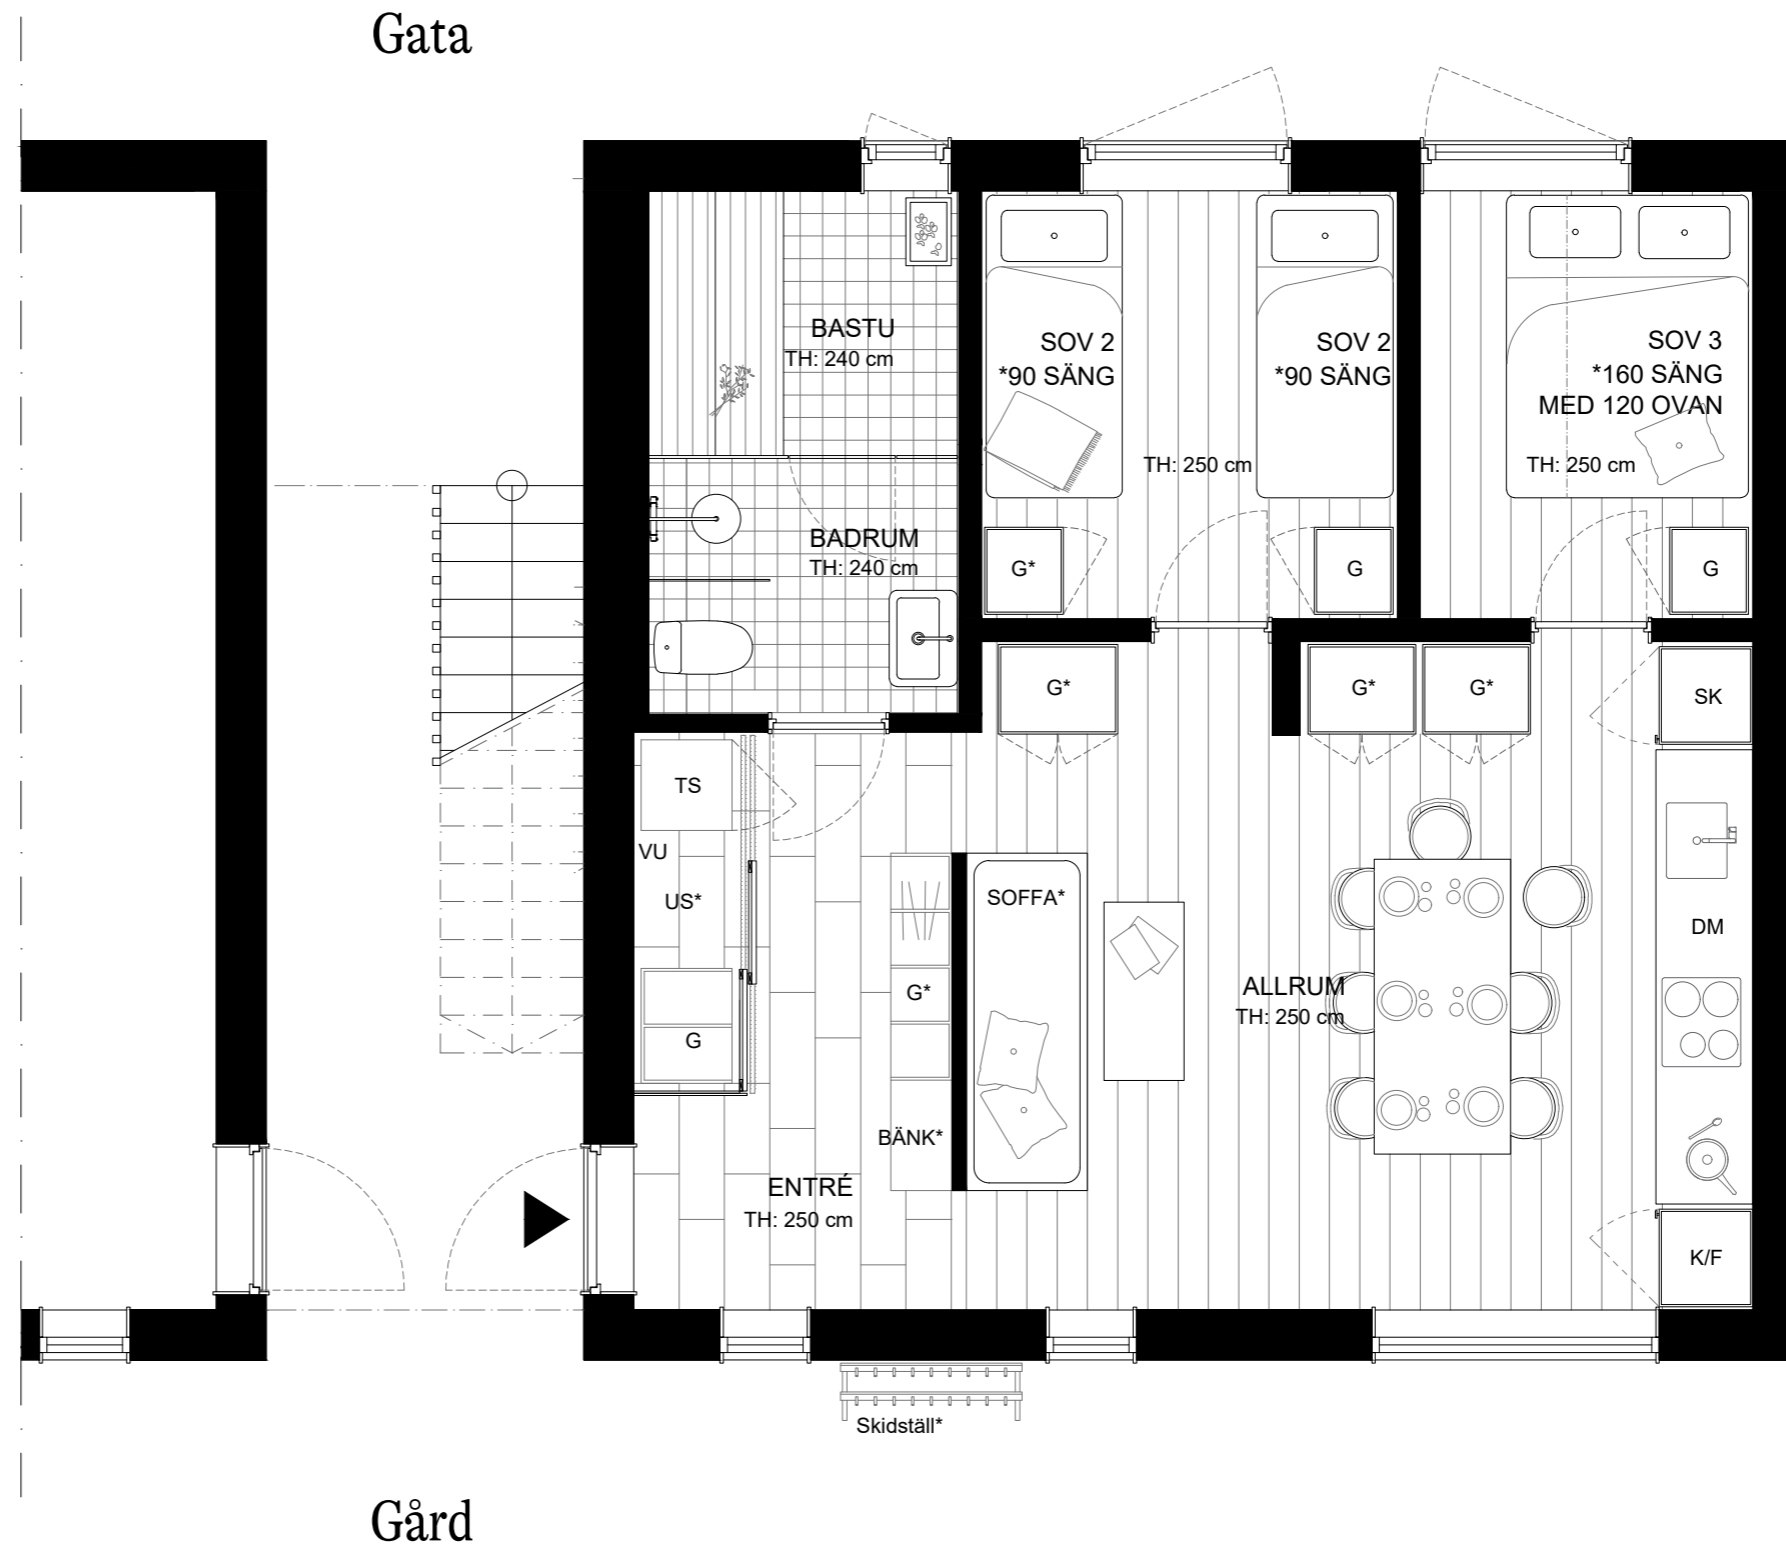 Gata
BASTU
TH: 240 cm
SOV 2
*90 SÄNG
SOV 2
*90 SÄNG
TH: 250 cm
SOV 3
*160 SÄNG
MED 120 OVAN
TH: 250 cm
BADRUM
TH: 240 cm
G*
G
G
G*
G*
G*
SK
TS
VU
US*
G
G*
SOFFA*
BÄNK*
DM
ALLRUM
TH: 250 cm
ENTRÉ
TH: 250 cm
K/F
Skidställ*
Gård